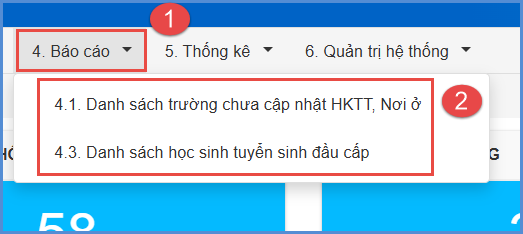 1
4. Báo cáo 5. Thống kê 6. Quản trị hệ thống
4.1. Danh sách trường chưa cập nhật HKTT, Nơi ở
2
4.3. Danh sách học sinh tuyển sinh đầu cấp
58